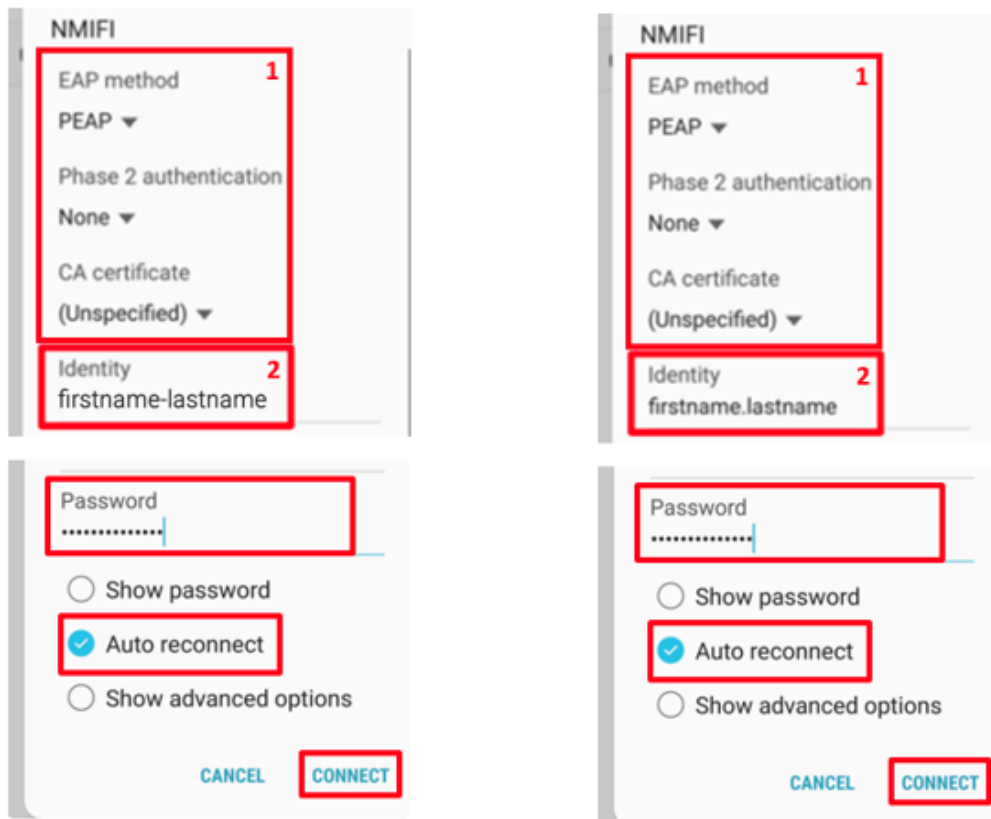 NMIFI
1
EAP method
PEAP
Phase 2 authentication
None
CA certificate
(Unspecified)
Identity
2
firstname-lastname
Password
••••••••••••••
Show password
Auto reconnect
Show advanced options
CANCEL CONNECT
NMIFI
1
EAP method
PEAP
Phase 2 authentication
None
CA certificate
(Unspecified)
Identity
2
firstname.lastname
Password
••••••••••••••
Show password
Auto reconnect
Show advanced options
CANCEL CONNECT